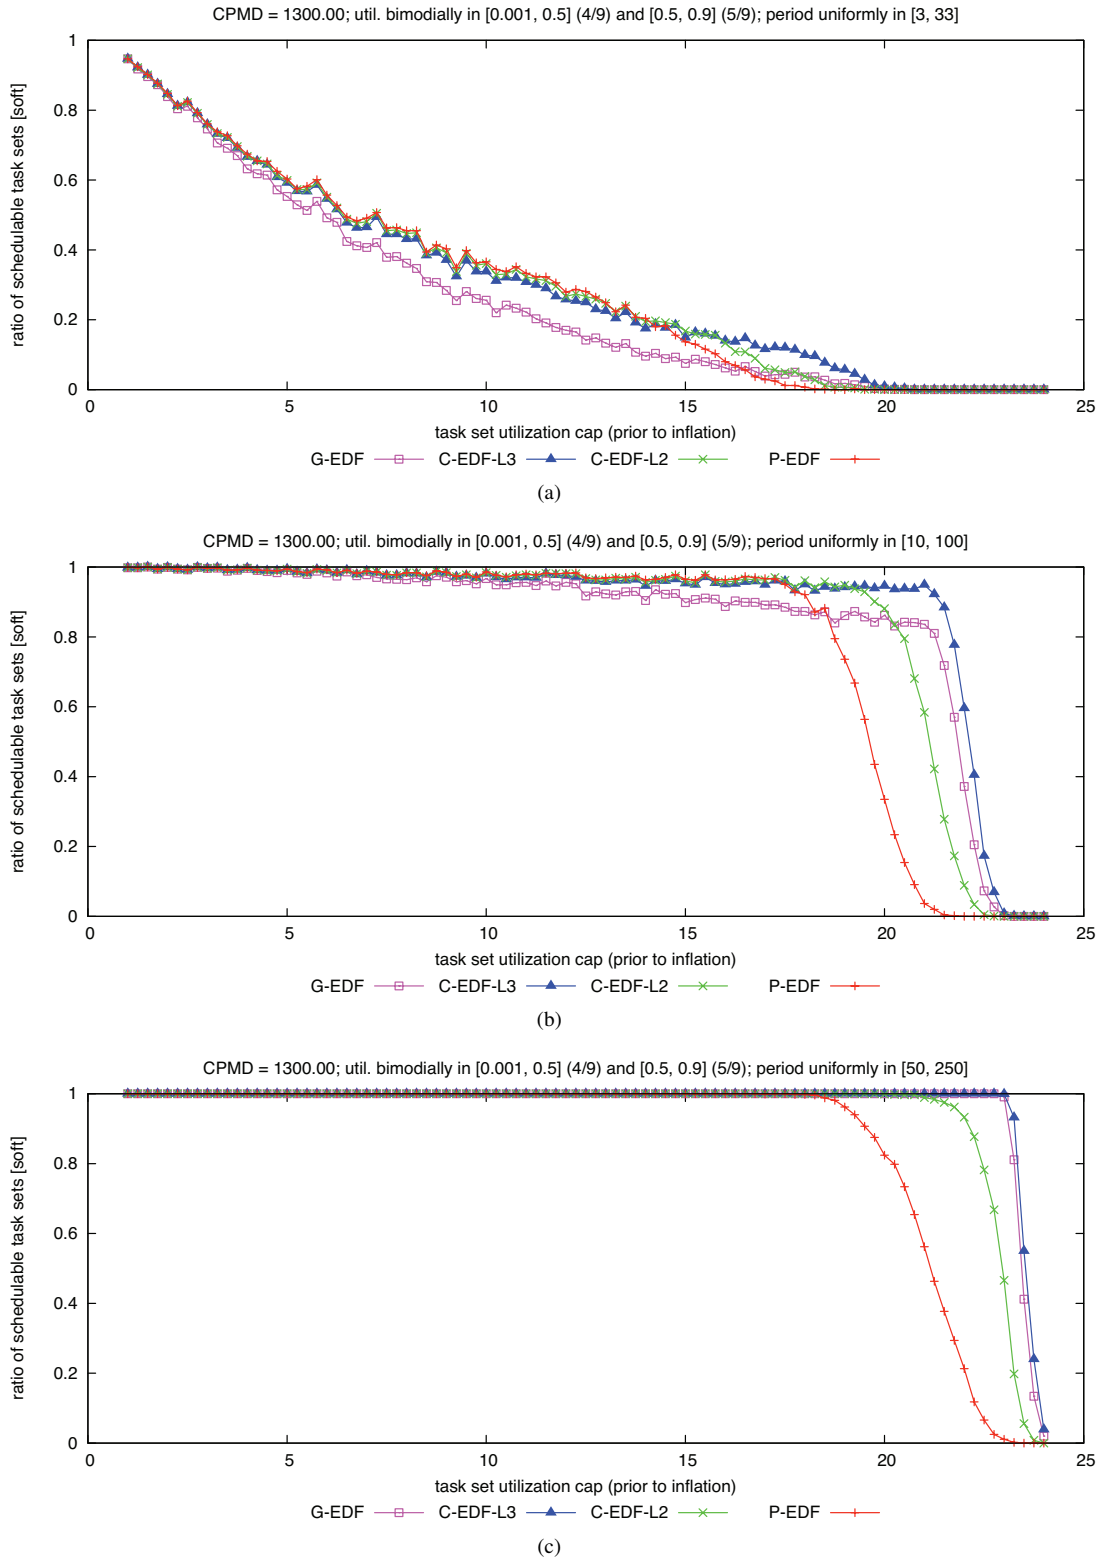 CPMD = 1300.00; util. bimodially in [0.001, 0.5] (4/9) and [0.5, 0.9] (5/9); period uniformly in [3, 33]
1
0.8
0.6
0.4
0.2
0
ratio of schedulable task sets [soft]
0 5 10 15 20 25
task set utilization cap (prior to inflation)
G-EDF C-EDF-L3 C-EDF-L2 P-EDF
(a)
CPMD = 1300.00; util. bimodially in [0.001, 0.5] (4/9) and [0.5, 0.9] (5/9); period uniformly in [10, 100]
1
0.8
0.6
0.4
0.2
0
ratio of schedulable task sets [soft]
0 5 10 15 20 25
task set utilization cap (prior to inflation)
G-EDF C-EDF-L3 C-EDF-L2 P-EDF
(b)
CPMD = 1300.00; util. bimodially in [0.001, 0.5] (4/9) and [0.5, 0.9] (5/9); period uniformly in [50, 250]
1
0.8
0.6
0.4
0.2
0
ratio of schedulable task sets [soft]
0 5 10 15 20 25
task set utilization cap (prior to inflation)
G-EDF C-EDF-L3 C-EDF-L2 P-EDF
(c)